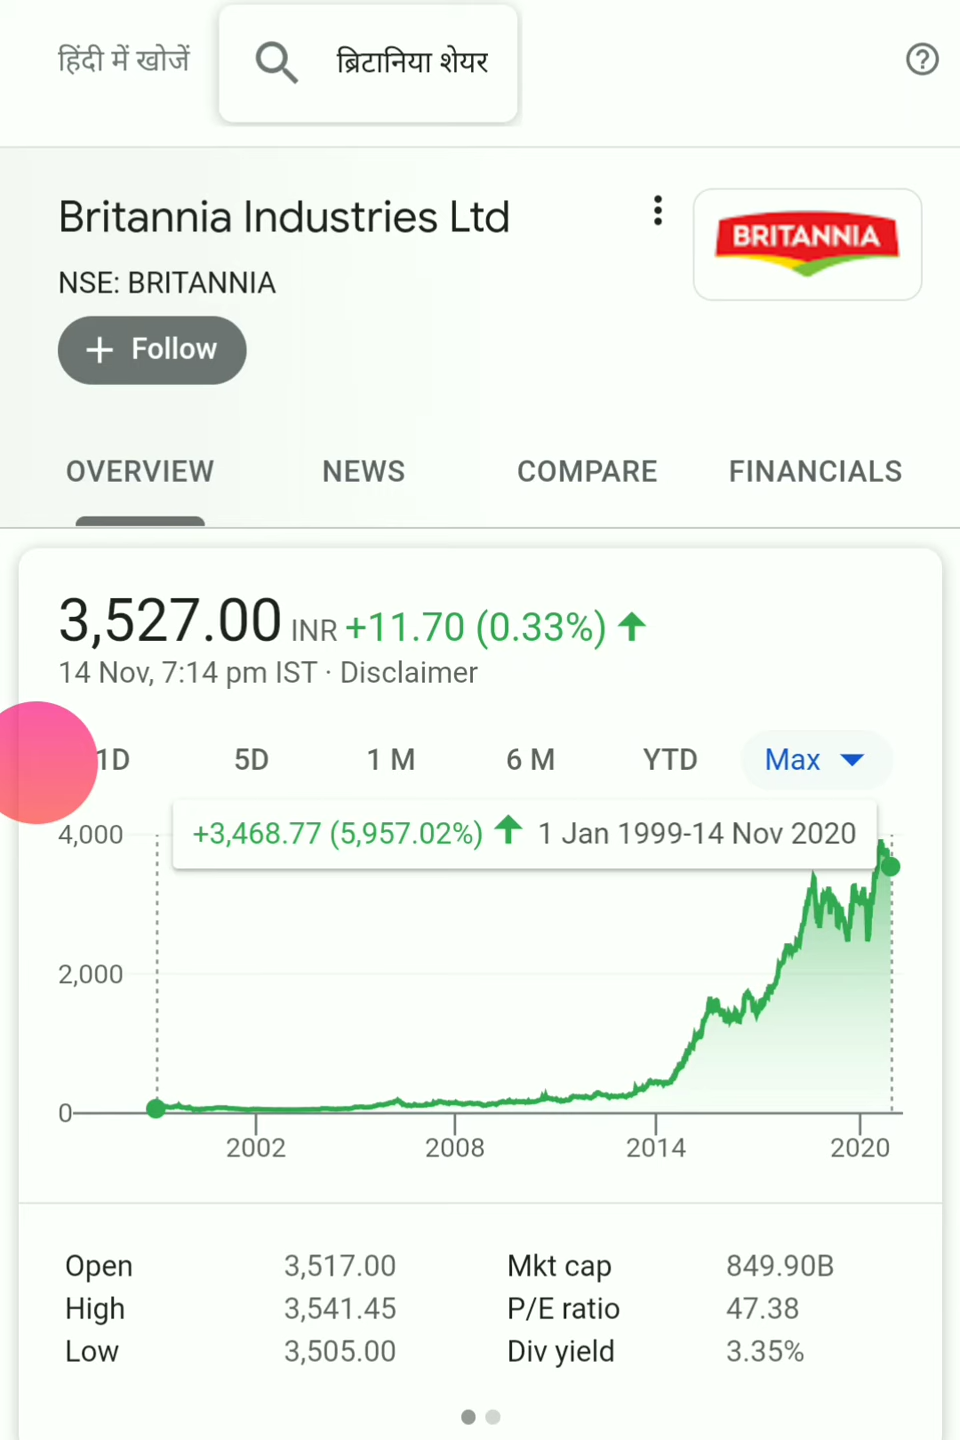 हिंदी में खोजें
ब्रिटानिया शेयर
Britannia Industries Ltd
BRITANNIA
NSE: BRITANNIA
+ Follow
OVERVIEW NEWS COMPARE FINANCIALS
3,527.00 INR +11.70 (0.33%)
14 Nov, 7:14 pm IST · Disclaimer
1D 5D 1 M 6 M YTD Max
+3,468.77 (5,957.02%) 1 Jan 1999-14 Nov 2020
4,000
2,000
0
2002 2008 2014 2020
Open 3,517.00 Mkt cap 849.90B
High 3,541.45 P/E ratio 47.38
Low 3,505.00 Div yield 3.35%